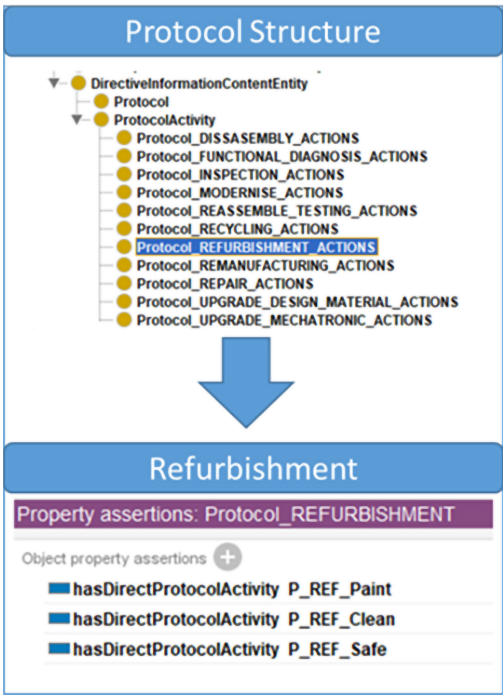 Protocol Structure
DirectiveInformationContentEntity
Protocol
ProtocolActivity
Protocol_DISSASEMBLY_ACTIONS
Protocol_FUNCTIONAL_DIAGNOSIS_ACTIONS
Protocol_INSPECTION_ACTIONS
Protocol_MODERNISE_ACTIONS
Protocol_REASSEMBLE_TESTING_ACTIONS
Protocol_RECYCLING_ACTIONS
Protocol_REFURBISHMENT_ACTIONS
Protocol_REMANUFACTURING_ACTIONS
Protocol_REPAIR_ACTIONS
Protocol_UPGRADE_DESIGN_MATERIAL_ACTIONS
Protocol_UPGRADE_MECHATRONIC_ACTIONS
Refurbishment
Property assertions: Protocol_REFURBISHMENT
Object property assertions
hasDirectProtocolActivity P_REF_Paint
hasDirectProtocolActivity P_REF_Clean
hasDirectProtocolActivity P_REF_Safe